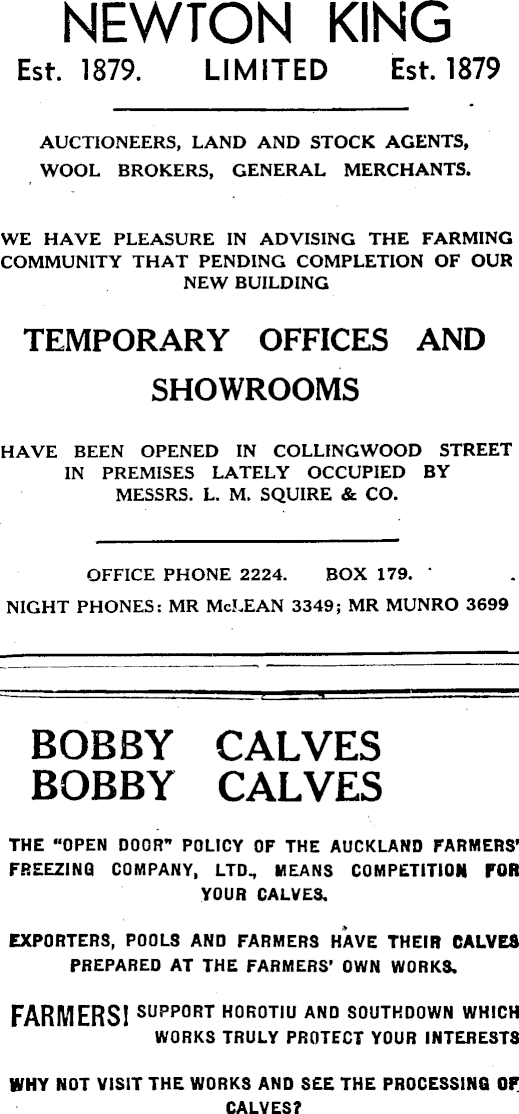 NEWTON KING
Est. 1879. LIMITED Est. 1879
AUCTIONEERS, LAND AND STOCK AGENTS,
WOOL BROKERS, GENERAL MERCHANTS.
WE HAVE PLEASURE IN ADVISING THE FARMING
COMMUNITY THAT PENDING COMPLETION OF OUR
NEW BUILDING
TEMPORARY OFFICES AND
SHOWROOMS
HAVE BEEN OPENED IN COLLINGWOOD STREET
IN PREMISES LATELY OCCUPIED BY
MESSRS. L. M. SQUIRE & CO.
OFFICE PHONE 2224. BOX 179.
NIGHT PHONES: MR McLEAN 3349; MR MUNRO 3699
BOBBY CALVES
BOBBY CALVES
THE "OPEN DOOR" POLICY OF THE AUCKLAND FARMERS'
FREEZING COMPANY, LTD., MEANS COMPETITION FOR
YOUR CALVES.
EXPORTERS, POOLS AND FARMERS HAVE THEIR CALVES
PREPARED AT THE FARMERS' OWN WORKS.
FARMERS! SUPPORT HOROTIU AND SOUTHDOWN WHICH
WORKS TRULY PROTECT YOUR INTERESTS
WHY NOT VISIT THE WORKS AND SEE THE PROCESSING OF
CALVES?